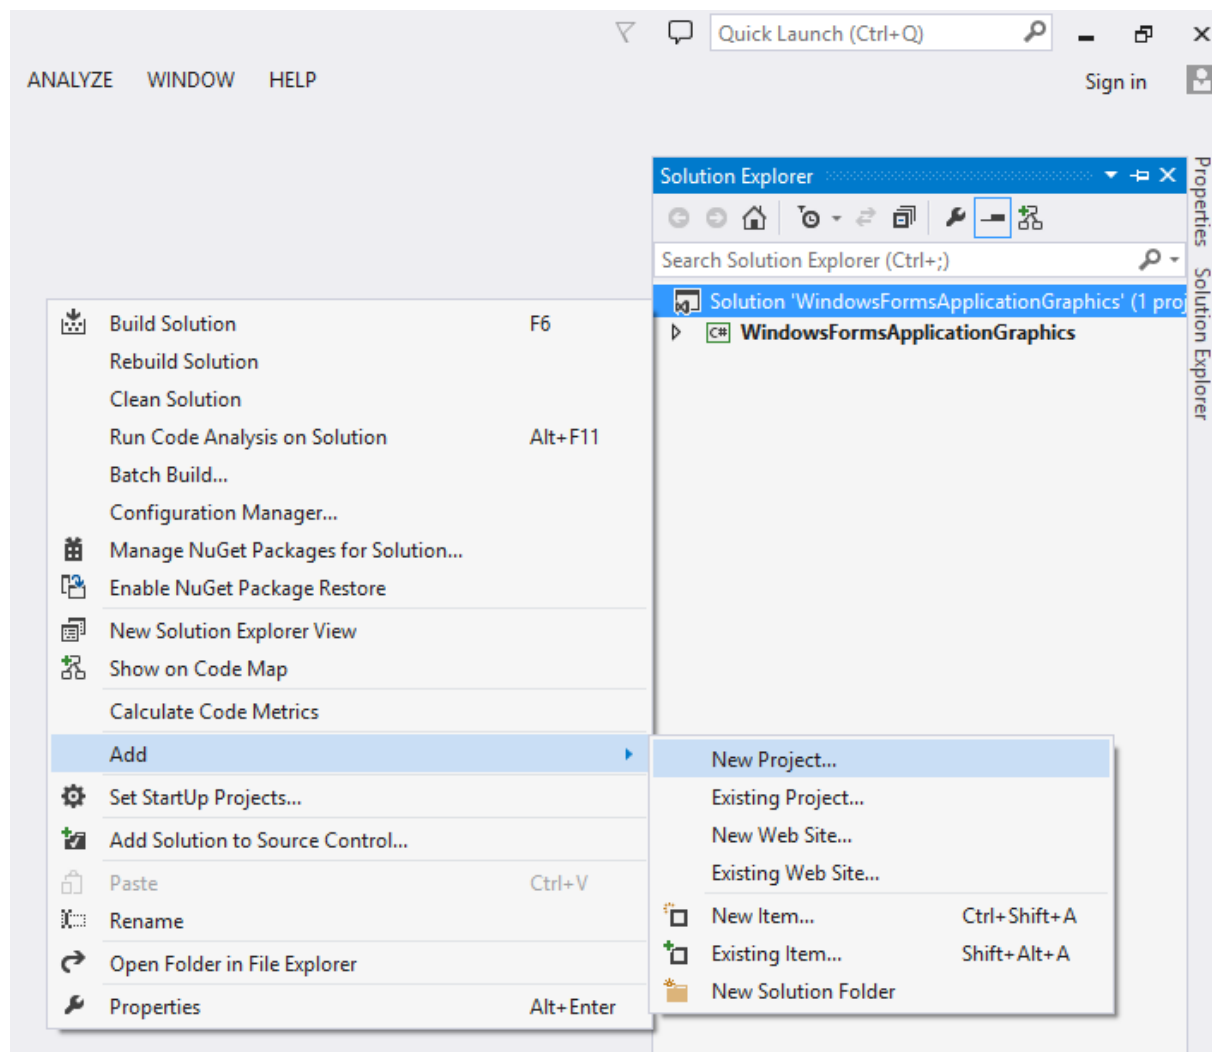 Quick Launch (Ctrl+Q)
ANALYZE WINDOW HELP
Sign in
Solution Explorer
Search Solution Explorer (Ctrl+;)
Solution 'WindowsFormsApplicationGraphics' (1 proj
C# WindowsFormsApplicationGraphics
Properties
Solution Explorer
Build Solution F6
Rebuild Solution
Clean Solution
Run Code Analysis on Solution Alt+F11
Batch Build...
Configuration Manager...
Manage NuGet Packages for Solution...
Enable NuGet Package Restore
New Solution Explorer View
Show on Code Map
Calculate Code Metrics
Add
Set StartUp Projects...
Add Solution to Source Control...
Paste Ctrl+V
Rename
Open Folder in File Explorer
Properties Alt+Enter
New Project...
Existing Project...
New Web Site...
Existing Web Site...
New Item... Ctrl+Shift+A
Existing Item... Shift+Alt+A
New Solution Folder